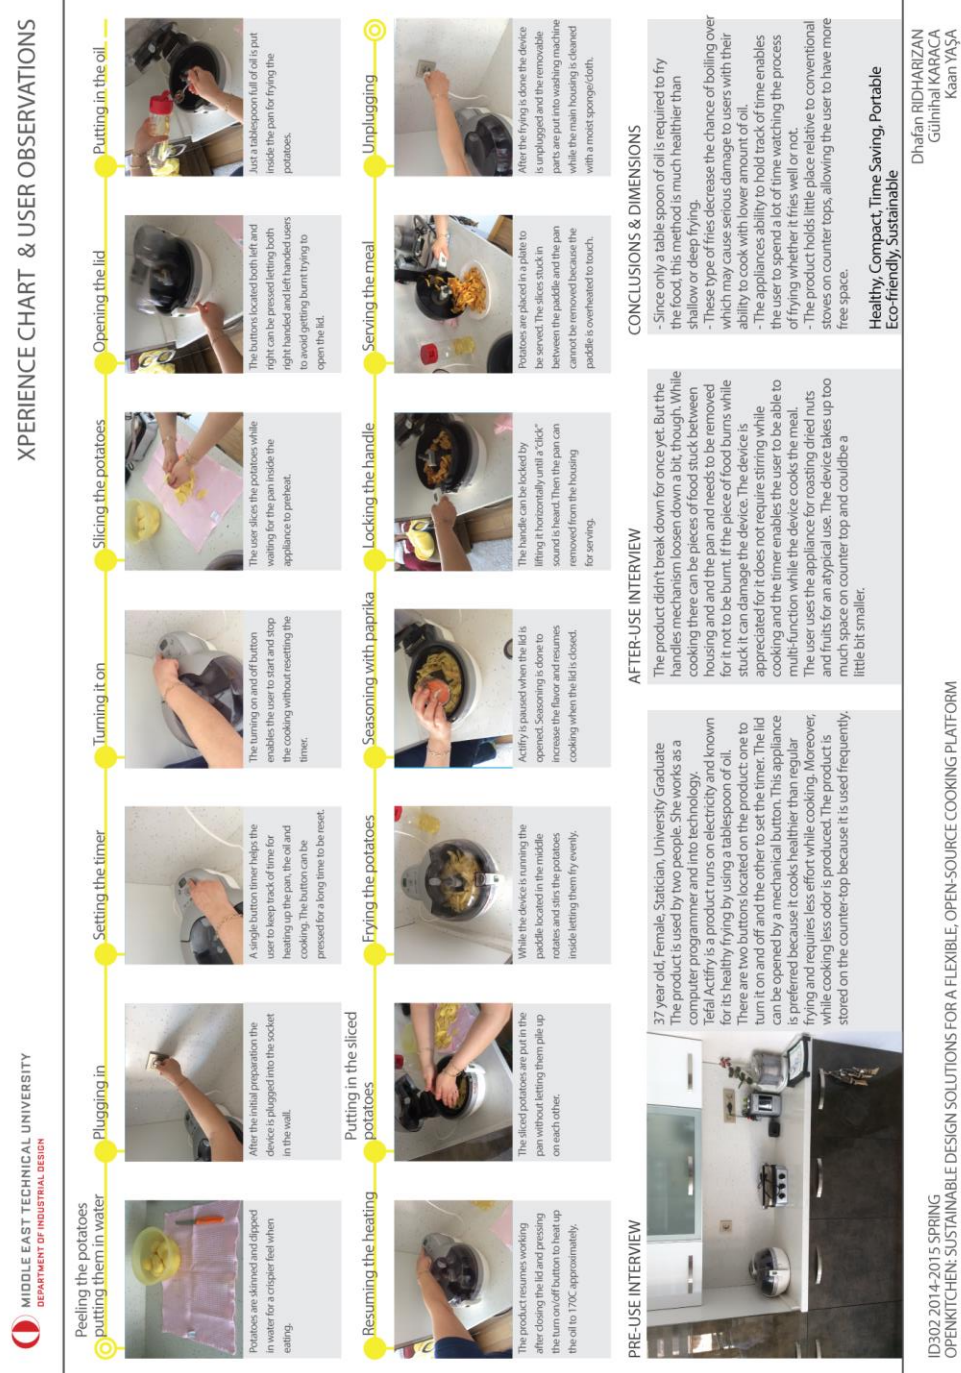 MIDDLE EAST TECHNICAL UNIVERSITY
DEPARTMENT OF INDUSTRIAL DESIGN
XPERIENCE CHART & USER OBSERVATIONS
Peeling the potatoes
putting them in water
Potatoes are skinned and dipped
in water for a crispier feel when
eating.
Plugging in
After the initial preparation the
device is plugged into the socket
in the wall.
Setting the timer
A single button timer helps the
user to keep track of time for
heating up the pan, the oil and
cooking. The button can be
pressed for a long time to be reset.
Turning it on
The turning on and off button
enables the user to start and stop
the cooking without resetting the
timer.
Slicing the potatoes
The user slices the potatoes while
waiting for the pan inside the
appliance to preheat.
Opening the lid
The buttons located both left and
right can be pressed letting both
right handed and left handed users
to avoid getting burnt trying to
open the lid.
Putting in the oil
Just a tablespoon full of oil is put
inside the pan for frying the
potatoes.
Resuming the heating
The product resumes working
after closing the lid and pressing
the turn on/off button to heat up
the oil to 170C approximately.
Putting in the sliced
potatoes
The sliced potatoes are put in the
pan without letting them pile up
on each other.
Frying the potatoes
While the device is running the
paddle located in the middle
rotates and stirs the potatoes
inside letting them fry evenly.
Seasoning with paprika
Actifry is paused when the lid is
opened. Seasoning is done to
increase the flavor and resumes
cooking when the lid is closed.
Locking the handle
The handle can be locked by
lifting it horizontally until a "click"
sound is heard. Then the pan can
removed from the housing
for serving.
Serving the meal
Potatoes are placed in a plate to
be served. The slices stuck in
between the paddle and the pan
cannot be removed because the
paddle is overheated to touch.
Unplugging
After the frying is done the device
is unplugged and the removable
parts are put into washing machine
while the main housing is cleaned
with a moist sponge/cloth.
PRE-USE INTERVIEW
37 year old, Female, Statician, University Graduate
The product is used by two people. She works as a
computer programmer and into technology.
Tefal Actifry is a product runs on electricity and known
for its healthy frying by using a tablespoon of oil.
There are two buttons located on the product: one to
turn it on and off and the other to set the timer. The lid
can be opened by a mechanical button. This appliance
is preferred because it cooks healthier than regular
frying and requires less effort while cooking. Moreover,
while cooking less odor is produced. The product is
stored on the counter-top because it is used frequently.
AFTER-USE INTERVIEW
The product didn't break down for once yet. But the
handles mechanism loosen down a bit, though. While
cooking there can be pieces of food stuck between
housing and and the pan and needs to be removed
for it not to be burnt. If the piece of food burns while
stuck it can damage the device. The device is
appreciated for it does not require stirring while
cooking and the timer enables the user to be able to
multi-function while the device cooks the meal.
The user uses the appliance for roasting dried nuts
and fruits for an atypical use. The device takes up too
much space on counter top and couldbe a
little bit smaller.
CONCLUSIONS & DIMENSIONS
- Since only a table spoon of oil is required to fry
the food, this method is much healthier than
shallow or deep frying.
- These type of fries decrease the chance of boiling over
which may cause serious damage to users with their
ability to cook with lower amount of oil.
- The appliances ability to hold track of time enables
the user to spend a lot of time watching the process
of frying whether it fries well or not.
- The product holds little place relative to conventional
stoves on counter tops, allowing the user to have more
free space.
Healthy, Compact, Time Saving, Portable
Eco-friendly, Sustainable
ID302 2014-2015 SPRING
OPENKITCHEN: SUSTAINABLE DESIGN SOLUTIONS FOR A FLEXIBLE, OPEN-SOURCE COOKING PLATFORM
Dhafan RIDHARIZAN
Gülnihal KARACA
Kaan YAŞA